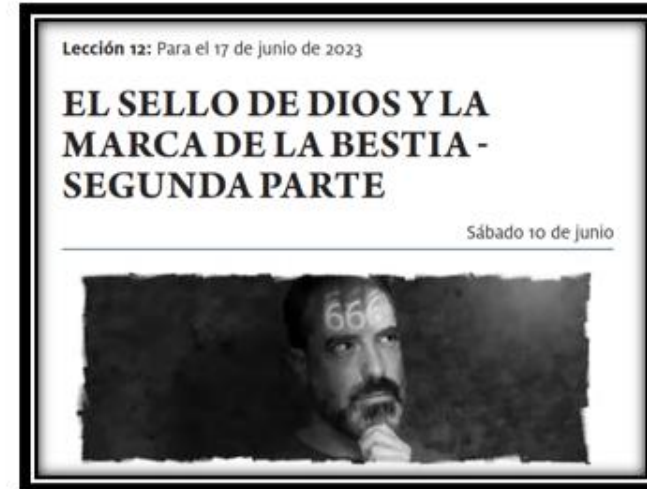 Lección 12: Para el 17 de junio de 2023
EL SELLO DE DIOS Y LA
MARCA DE LA BESTIA -
SEGUNDA PARTE
Sábado 10 de junio
666